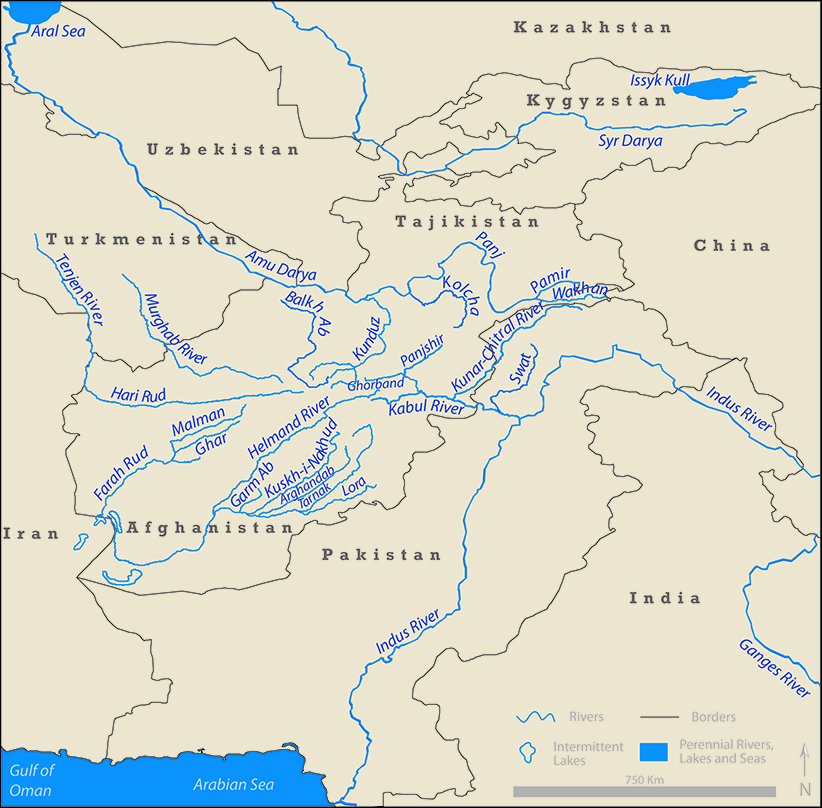 Kazakhstan
Aral Sea
Issyk Kull
Kygyzstan
Syr Darya
Uzbekistan
Tajikistan
Turkmenistan
China
Panj
Amu Darya
Tenjen River
Kolcha
Pamir
Wakhan
Balkh Ab
Murghab River
Kunduz
Panjshir
Kunar-Chitral River
Swat
Ghorband
Hari Rud
Kabul River
Indus River
Malman
Ghar
Helmand River
Farah Rud
Garm Ab
Kuskh-i-Nakhud
Arghandab
Tarnak
Lora
Iran
Afghanistan
Pakistan
India
Indus River
Ganges River
Rivers
Borders
Intermittent
Lakes
Perennial Rivers,
Lakes and Seas
750 Km
N
Gulf of
Oman
Arabian Sea